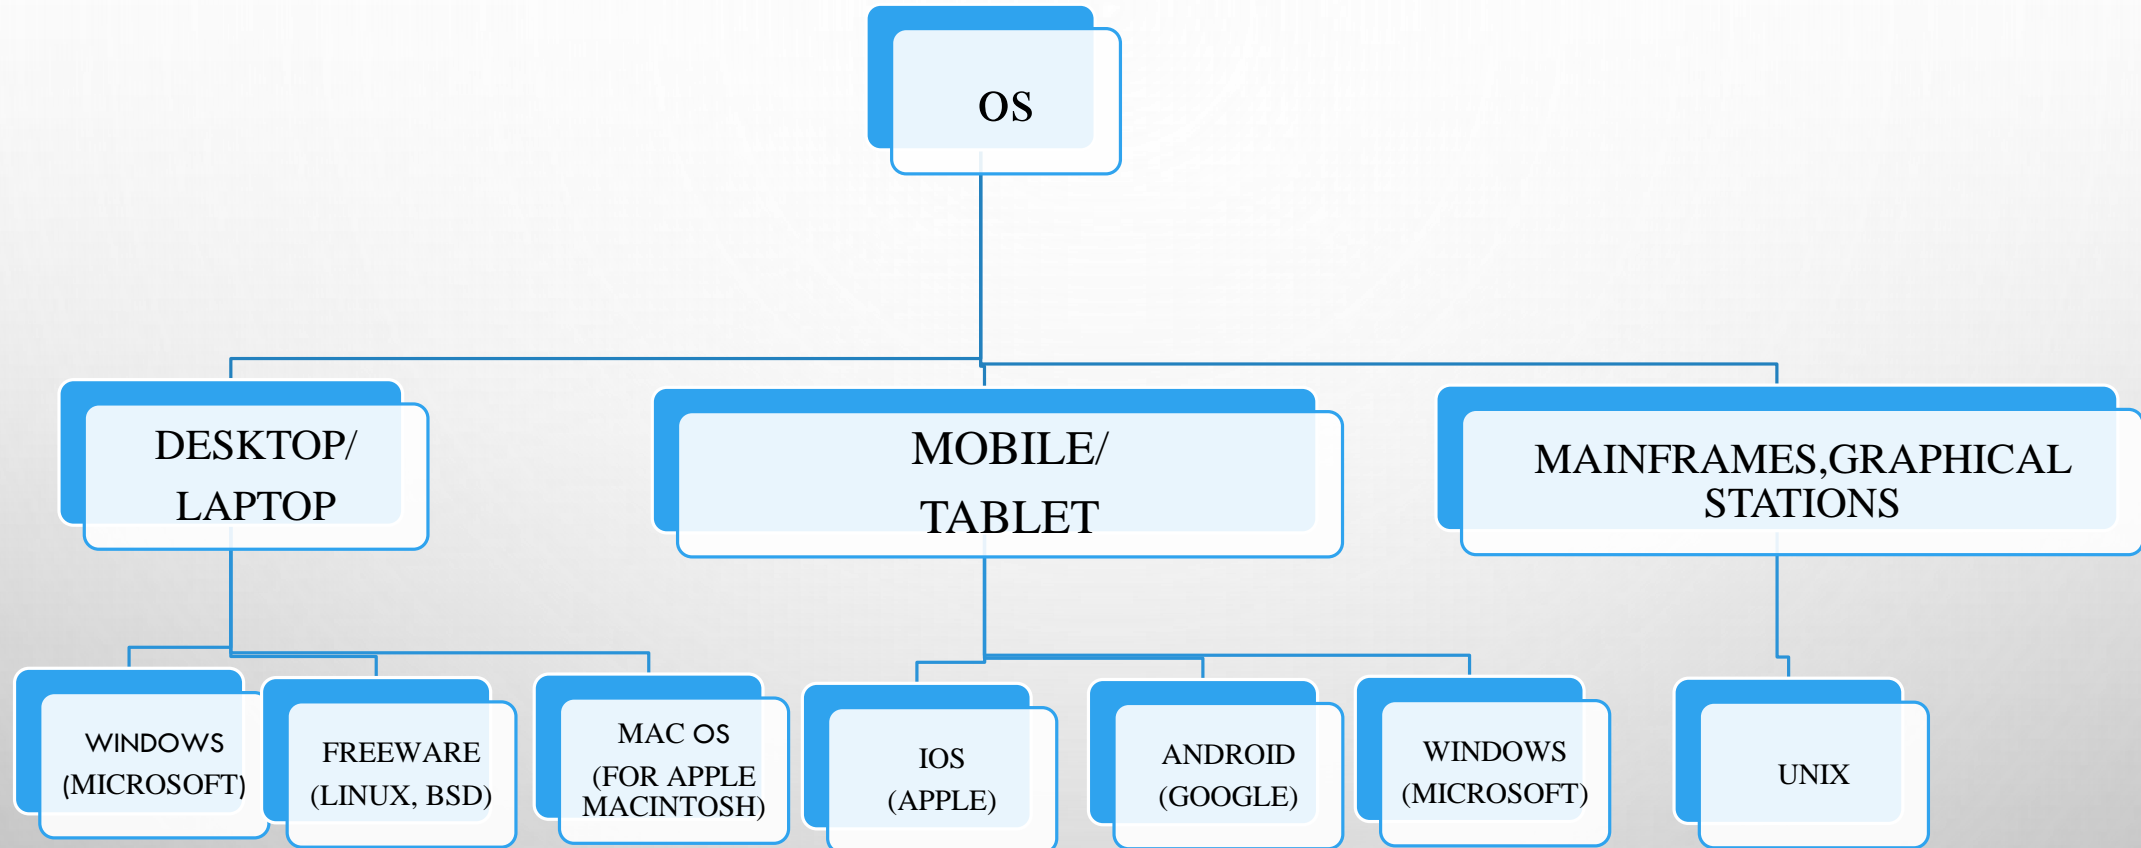 OS
DESKTOP/
LAPTOP
MOBILE/
TABLET
MAINFRAMES,GRAPHICAL
STATIONS
WINDOWS
(MICROSOFT)
FREEWARE
(LINUX, BSD)
MAC OS
(FOR APPLE
MACINTOSH)
IOS
(APPLE)
ANDROID
(GOOGLE)
WINDOWS
(MICROSOFT)
UNIX